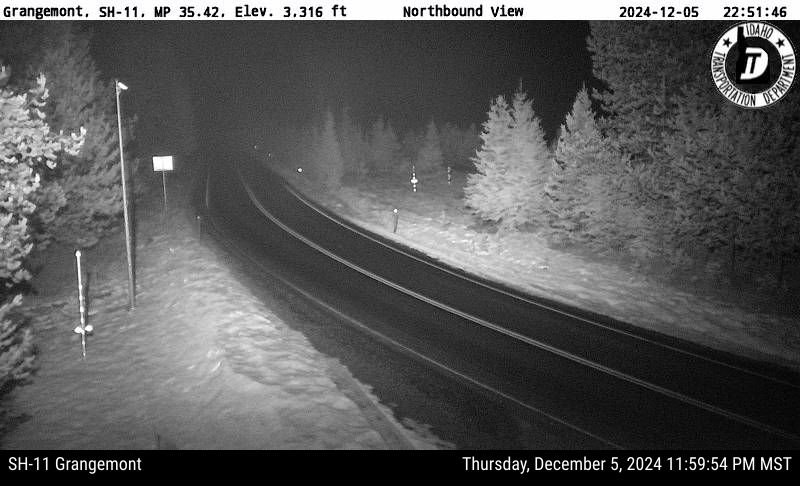 Grangemont, SH-11, MP 35.42, Elev. 3,316 ft Northbound View 2024-12-05 22:51:46
IDAHO
TRANSPORTATION DEPARTMENT
SH-11 Grangemont Thursday, December 5, 2024 11:59:54 PM MST